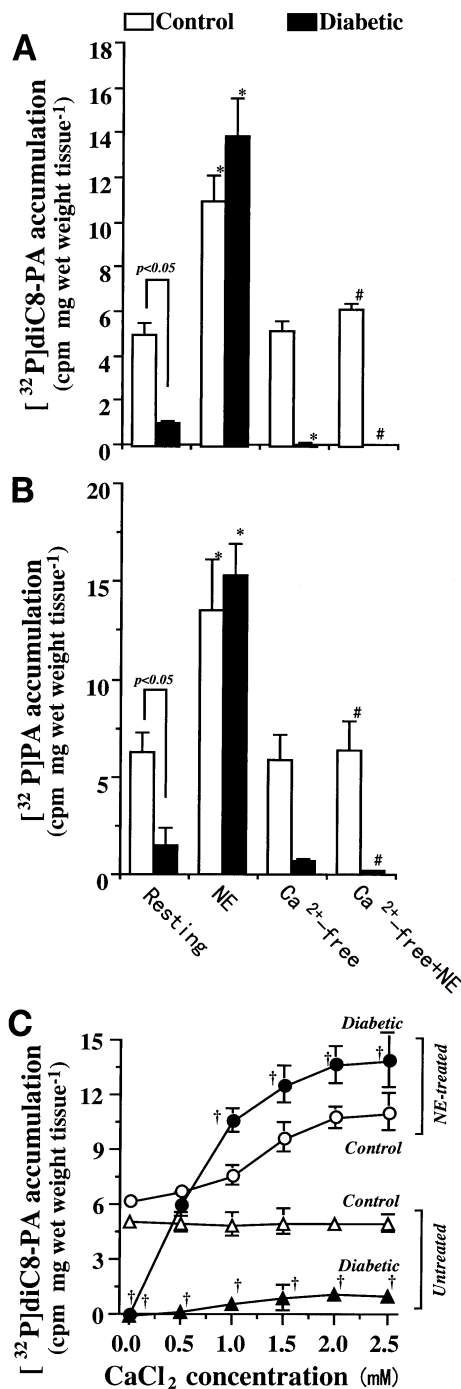 Control Diabetic
A
[32P]diC8-PA accumulation
(cpm mg wet weight tissue-1)
18
16
14
12
10
8
6
4
2
0
p<0.05
*
*
*
#
#
B
[32 P]PA accumulation
(cpm mg wet weight tissue-1)
20
15
10
5
0
p<0.05
*
*
#
#
Resting
NE
Ca 2+-free
Ca 2+-free+NE
C
[32P]diC8-PA accumulation
(cpm mg wet weight tissue-1)
15
12
9
6
3
0
Diabetic
† † † † †
Control
NE-treated
Control
Diabetic
† † † † † †
Untreated
0.0 0.5 1.0 1.5 2.0 2.5
CaCl2 concentration (mM)